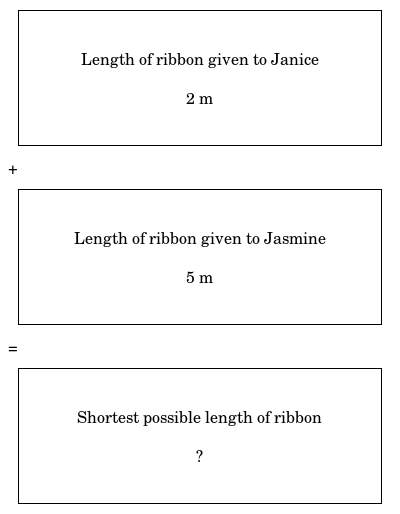 Length of ribbon given to Janice
2 m
+
Length of ribbon given to Jasmine
5 m
=
Shortest possible length of ribbon
?